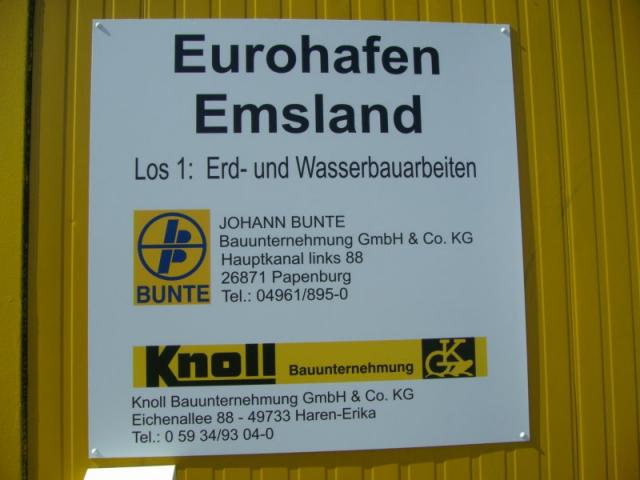 Eurohafen
Emsland
Los 1: Erd- und Wasserbauarbeiten
BUNTE
JOHANN BUNTE
Bauunternehmung GmbH & Co. KG
Hauptkanal links 88
26871 Papenburg
Tel.: 04961/895-0
Knoll Bauunternehmung
K
Knoll Bauunternehmung GmbH & Co. KG
Eichenallee 88 - 49733 Haren-Erika
Tel.: 0 59 34/93 04-0